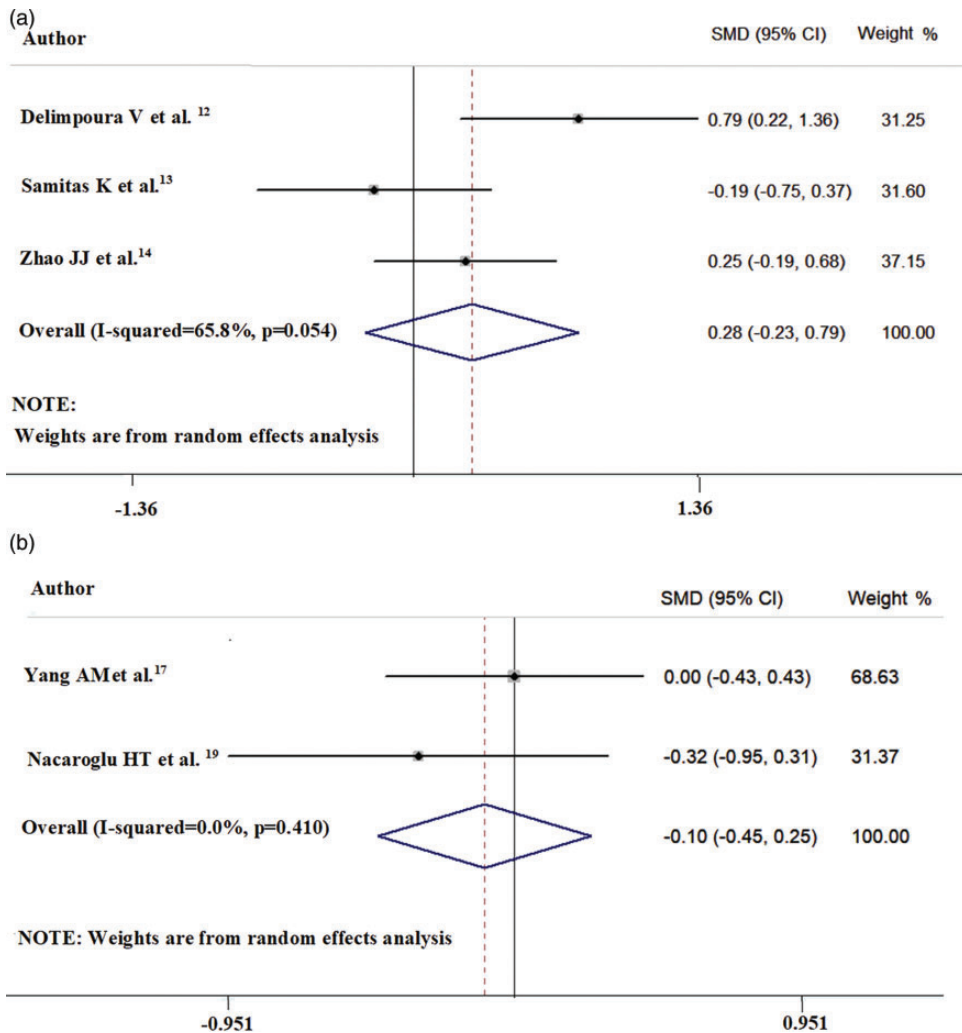 (a)
Author SMD (95% CI) Weight %
Delimpoura V et al. 12 0.79 (0.22, 1.36) 31.25
Samitas K et al.13 -0.19 (-0.75, 0.37) 31.60
Zhao JJ et al.14 0.25 (-0.19, 0.68) 37.15
Overall (I-squared=65.8%, p=0.054) 0.28 (-0.23, 0.79) 100.00
NOTE:
Weights are from random effects analysis
-1.36 1.36
(b)
Author SMD (95% CI) Weight %
Yang AMet al.17 0.00 (-0.43, 0.43) 68.63
Nacaroglu HT et al. 19 -0.32 (-0.95, 0.31) 31.37
Overall (I-squared=0.0%, p=0.410) -0.10 (-0.45, 0.25) 100.00
NOTE: Weights are from random effects analysis
-0.951 0.951